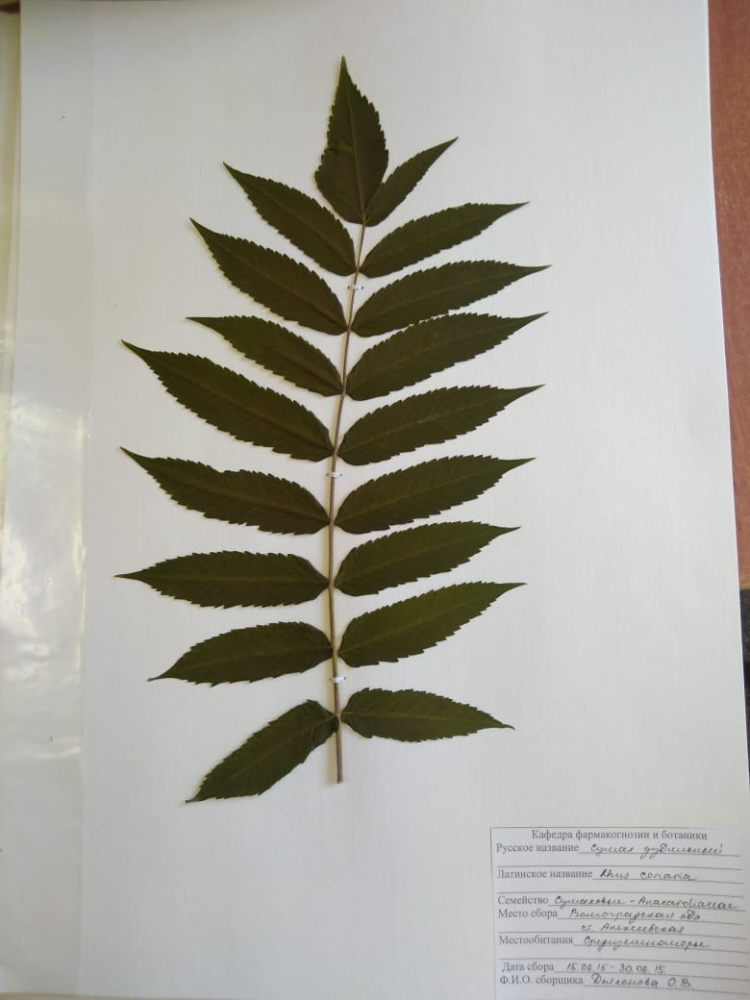 Кафедра фармакогнозии и ботаники
Русское название Сумах дубильный
Латинское название Rhus coriaria
Семейство Сумаховые - Anacardiaceae
Место сбора Волгоградская обл
ст. Алексеевская
Местообитания Средиземноморье
Дата сбора 15.06.15 - 30.06.15
Ф.И.О. сборщика Дьяконова О.В.